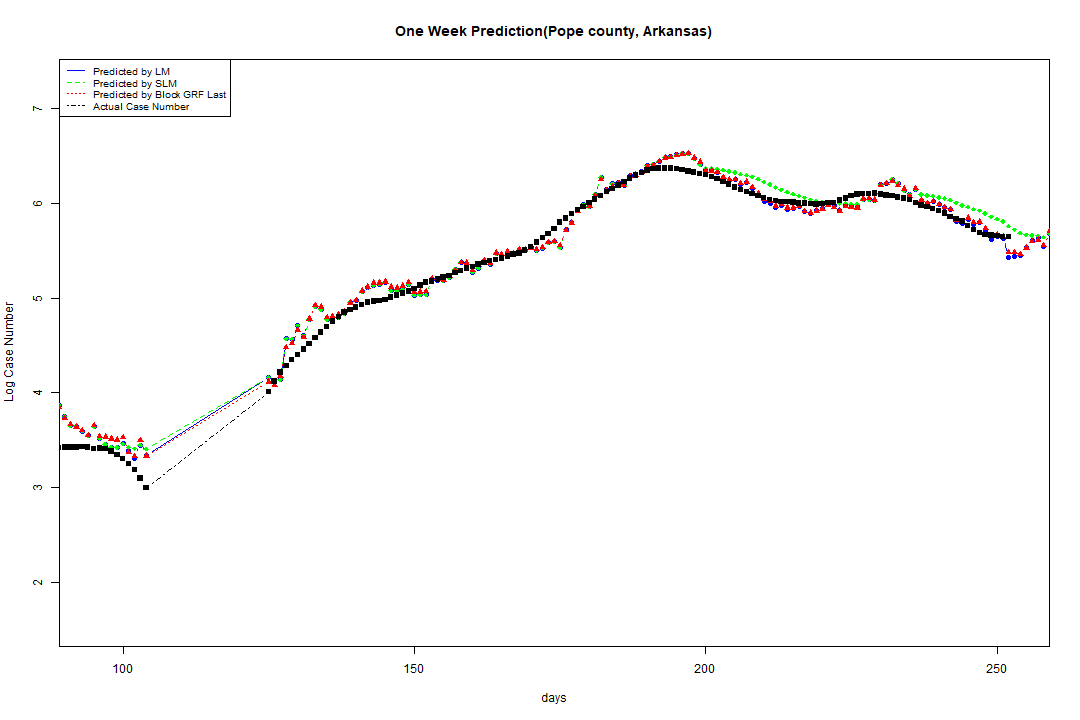 One Week Prediction(Pope county, Arkansas)
Predicted by LM
Predicted by SLM
Predicted by Block GRF Last
Actual Case Number
7
6
5
4
3
2
Log Case Number
100 150 200 250
days